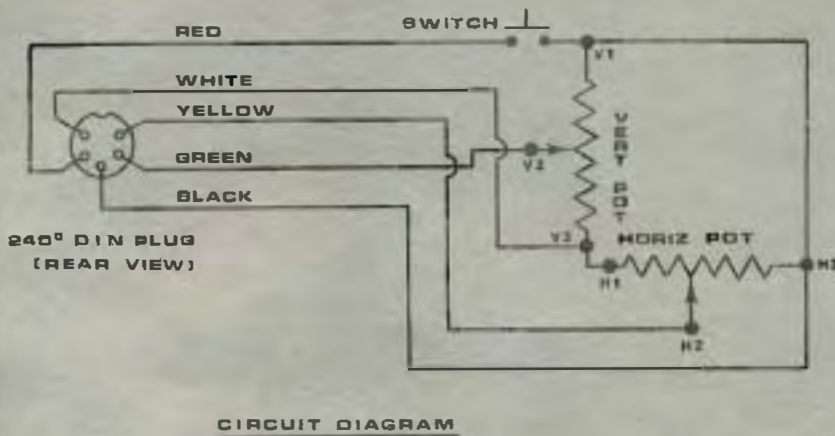 RED
SWITCH
V1
WHITE
YELLOW
VERT POT
V2
GREEN
BLACK
V3
HORIZ POT
240° DIN PLUG
(REAR VIEW)
H1
H3
H2
CIRCUIT DIAGRAM